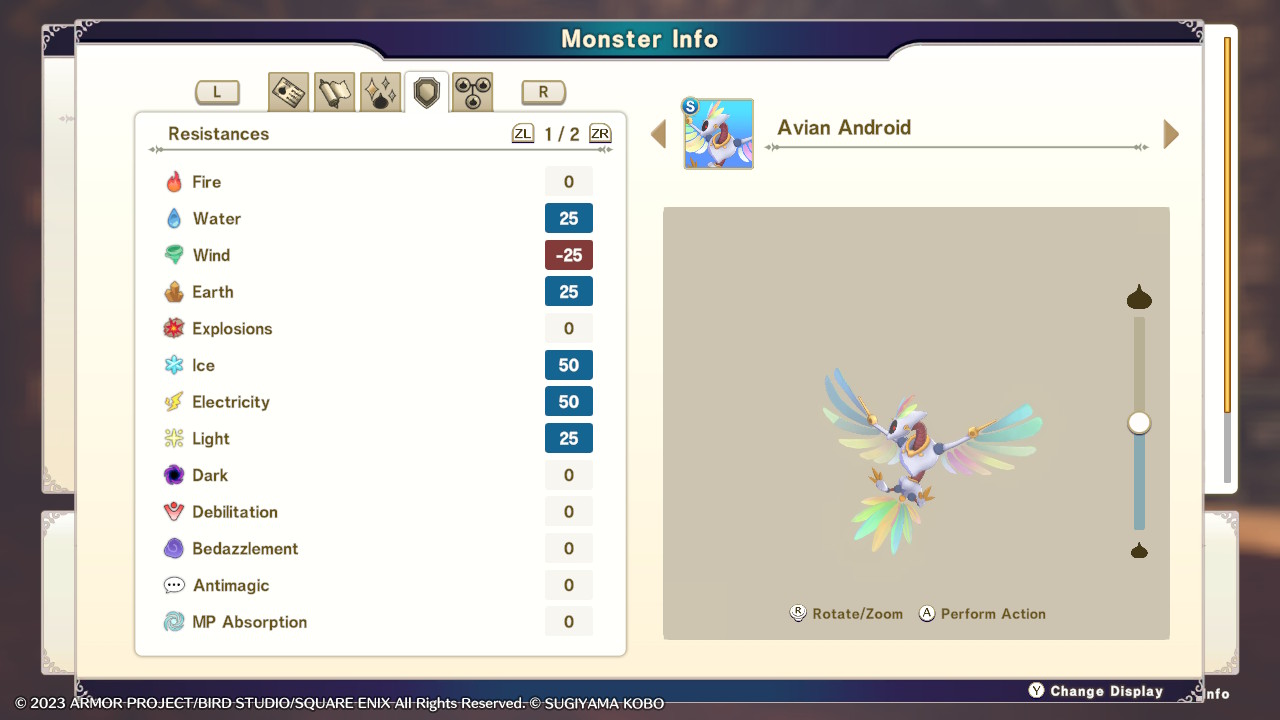 Monster Info
L
R
Resistances
ZL 1 / 2 ZR
Fire 0
Water 25
Wind -25
Earth 25
Explosions 0
Ice 50
Electricity 50
Light 25
Dark 0
Debilitation 0
Bedazzlement 0
Antimagic 0
MP Absorption 0
S
Avian Android
R Rotate/Zoom A Perform Action
Y Change Display
nfo
© 2023 ARMOR PROJECT/BIRD STUDIO/SQUARE ENIX All Rights Reserved. © SUGIYAMA KOBO